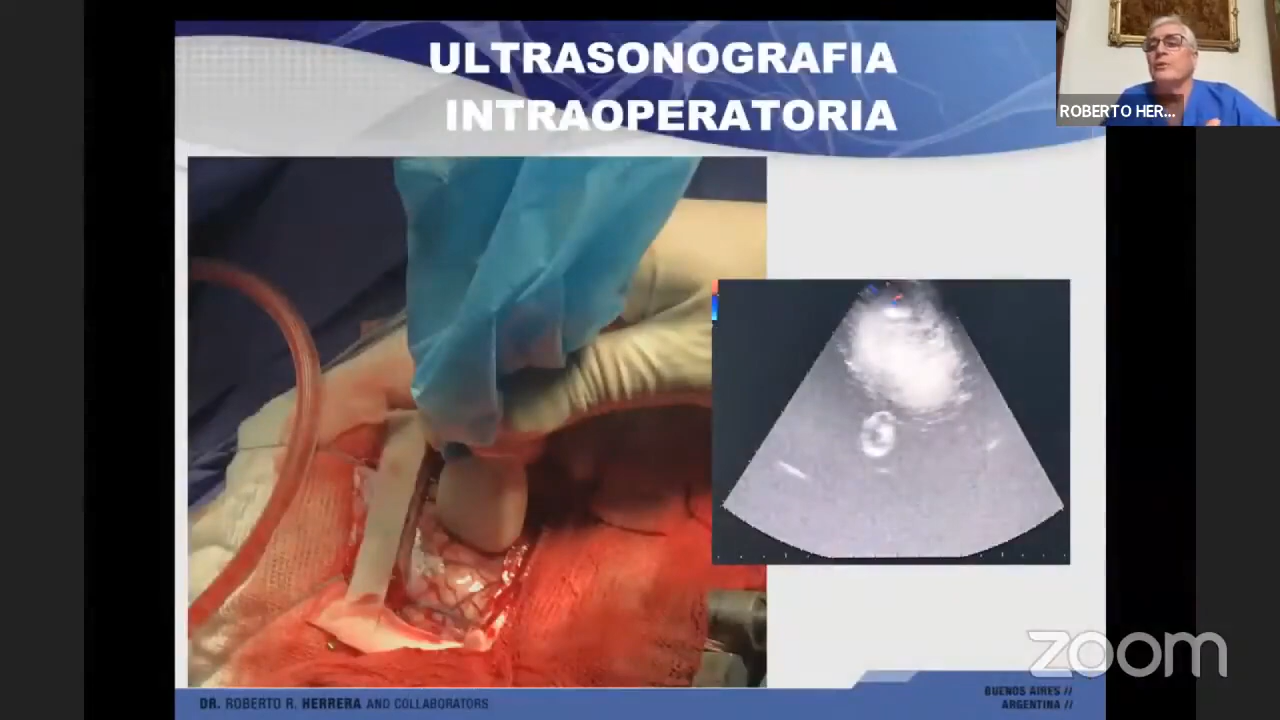 ULTRASONOGRAFIA
INTRAOPERATORIA
ROBERTO HER...
zoom
DR. ROBERTO R. HERRERA AND COLLABORATORS
BUENOS AIRES //
ARGENTINA //